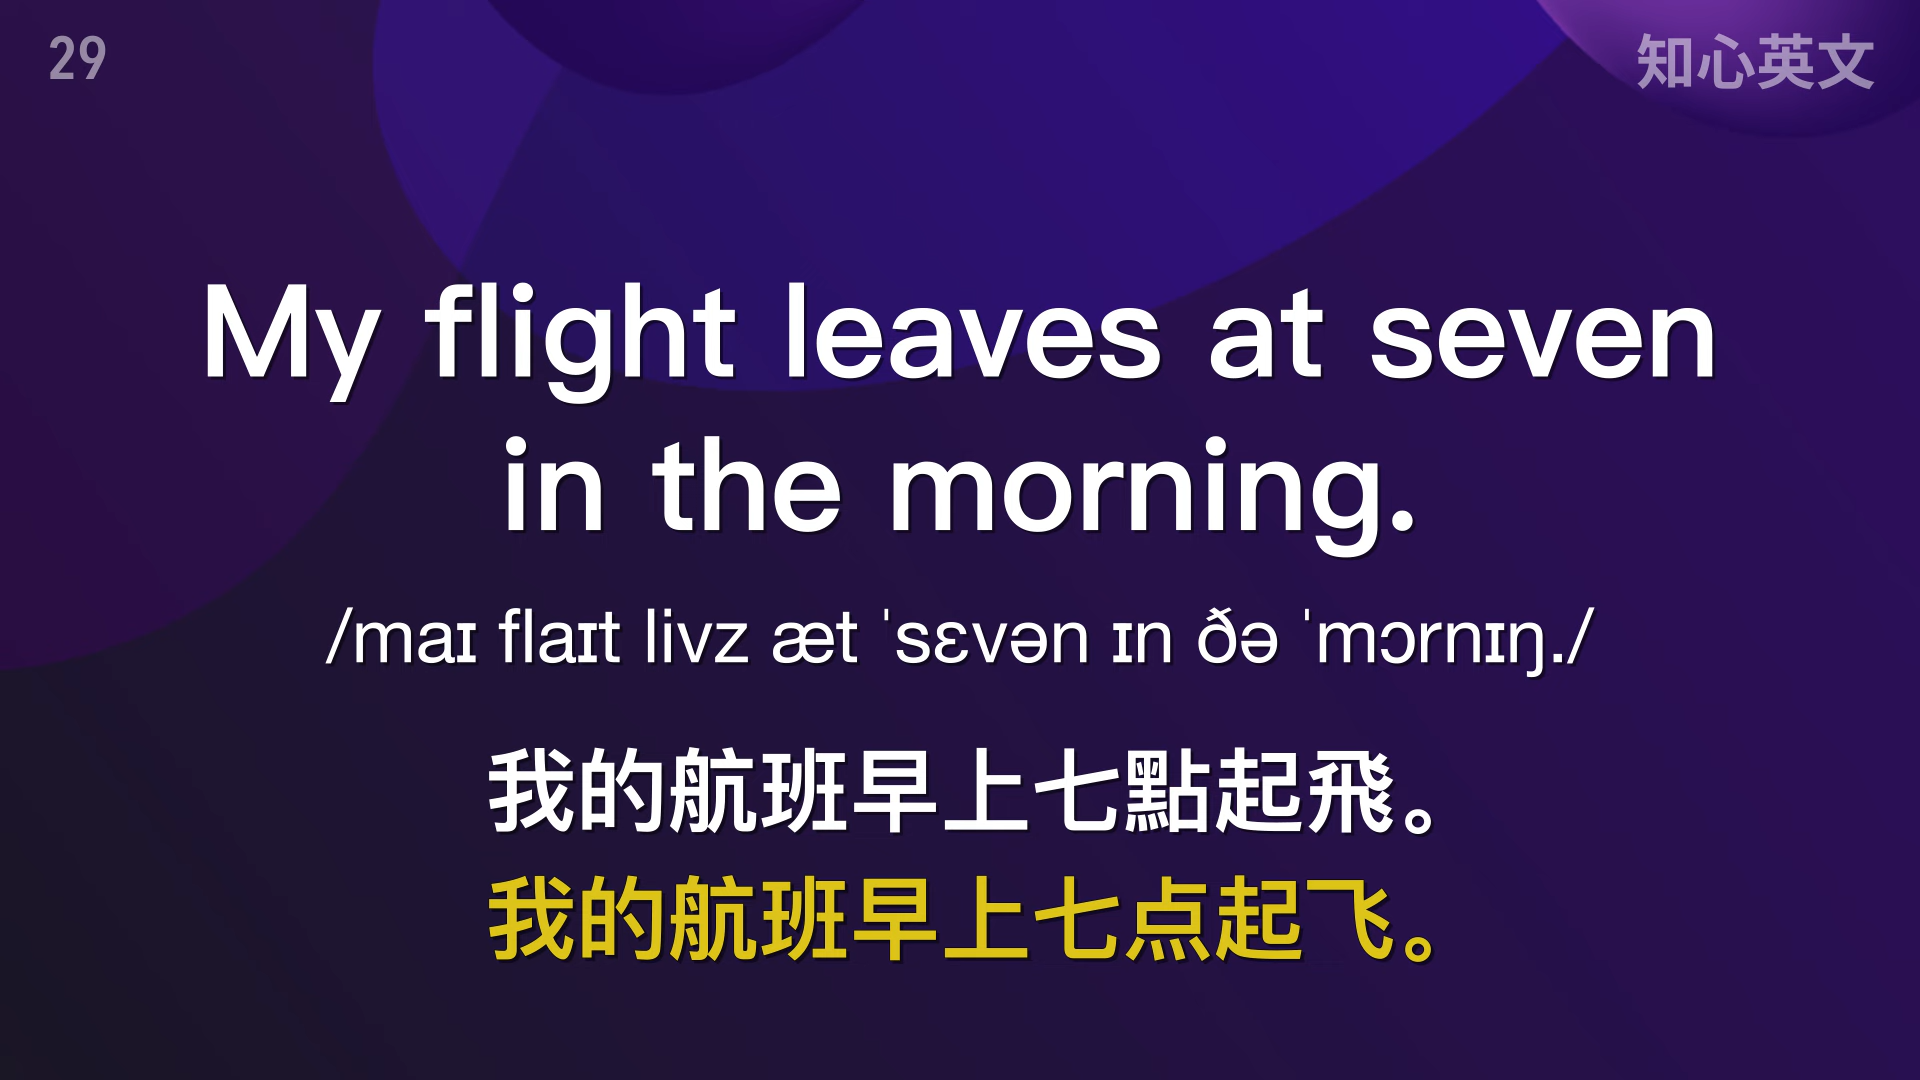 29
知心英文
My flight leaves at seven
in the morning.
/maɪ flaɪt livz æt ˈsɛvən ɪn ðə ˈmɔrnɪŋ./
我的航班早上七點起飛。
我的航班早上七点起飞。